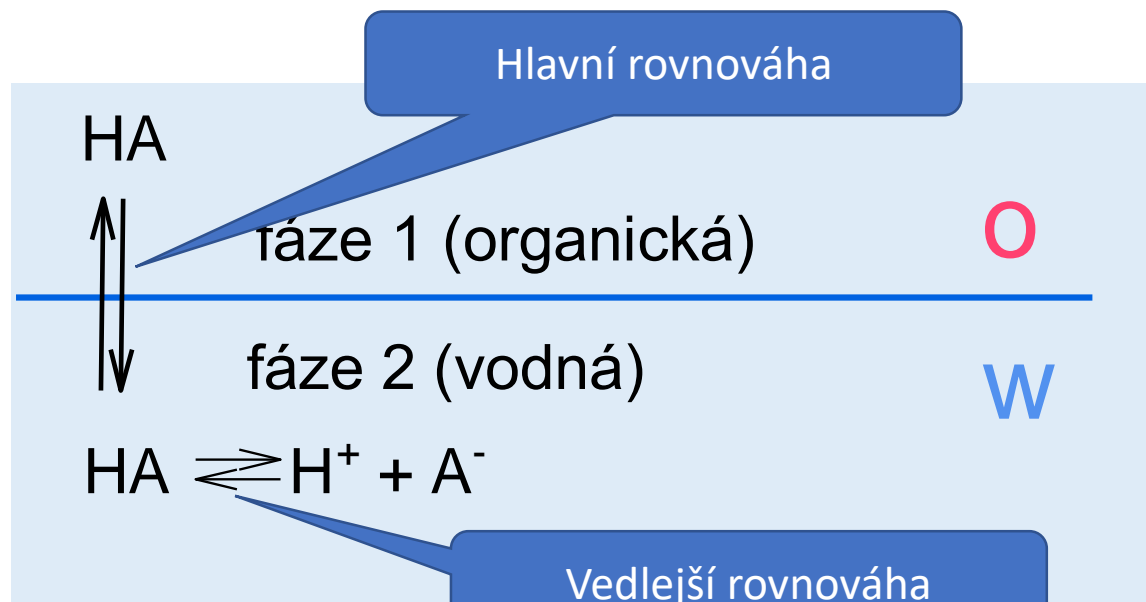 Hlavní rovnováha
HA
fáze 1 (organická)
O
fáze 2 (vodná)
W
HA ⇌ H⁺ + A⁻
Vedlejší rovnováha